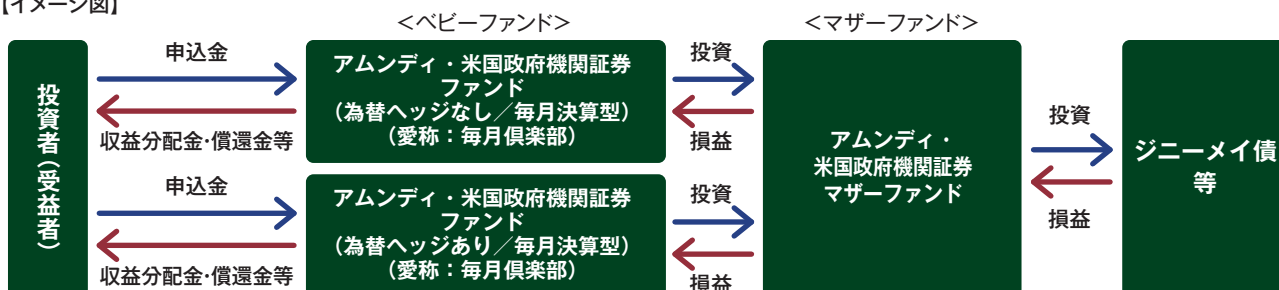 【イメージ図】
＜ベビーファンド＞
＜マザーファンド＞
投資者（受益者）
申込金
収益分配金・償還金等
アムンディ・米国政府機関証券
ファンド
（為替ヘッジなし／毎月決算型）
（愛称：毎月倶楽部）
投資
損益
申込金
収益分配金・償還金等
アムンディ・米国政府機関証券
ファンド
（為替ヘッジあり／毎月決算型）
（愛称：毎月倶楽部）
投資
損益
アムンディ・
米国政府機関証券
マザーファンド
投資
損益
ジニーメイ債
等